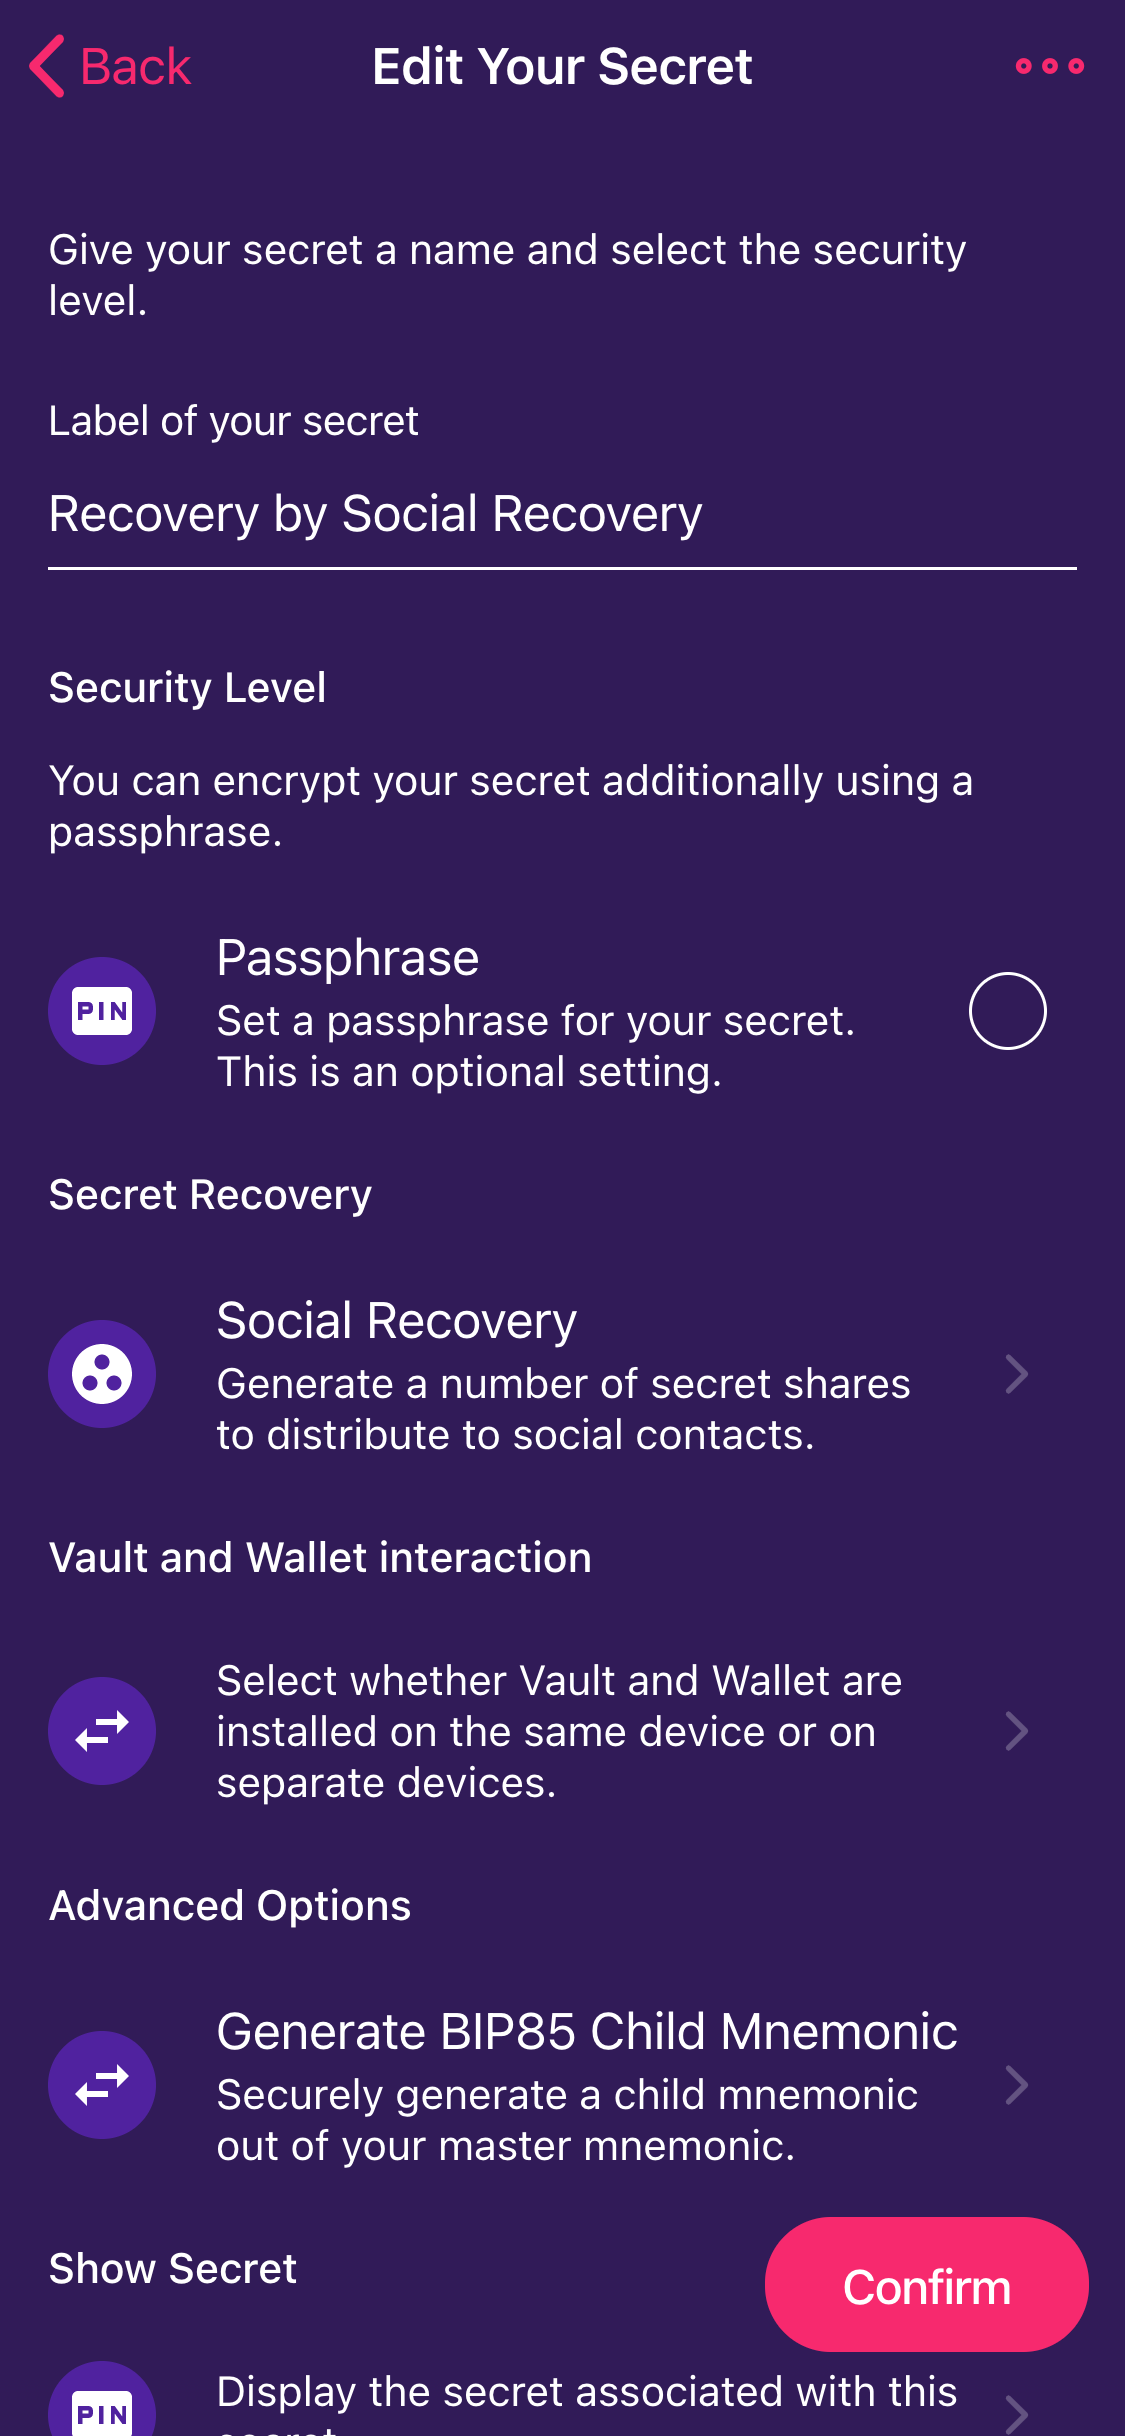 Back
Edit Your Secret
Give your secret a name and select the security
level.
Label of your secret
Recovery by Social Recovery
Security Level
You can encrypt your secret additionally using a
passphrase.
PIN
Passphrase
Set a passphrase for your secret.
This is an optional setting.
Secret Recovery
Social Recovery
Generate a number of secret shares
to distribute to social contacts.
Vault and Wallet interaction
Select whether Vault and Wallet are
installed on the same device or on
separate devices.
Advanced Options
Generate BIP85 Child Mnemonic
Securely generate a child mnemonic
out of your master mnemonic.
Show Secret
Confirm
PIN
Display the secret associated with this